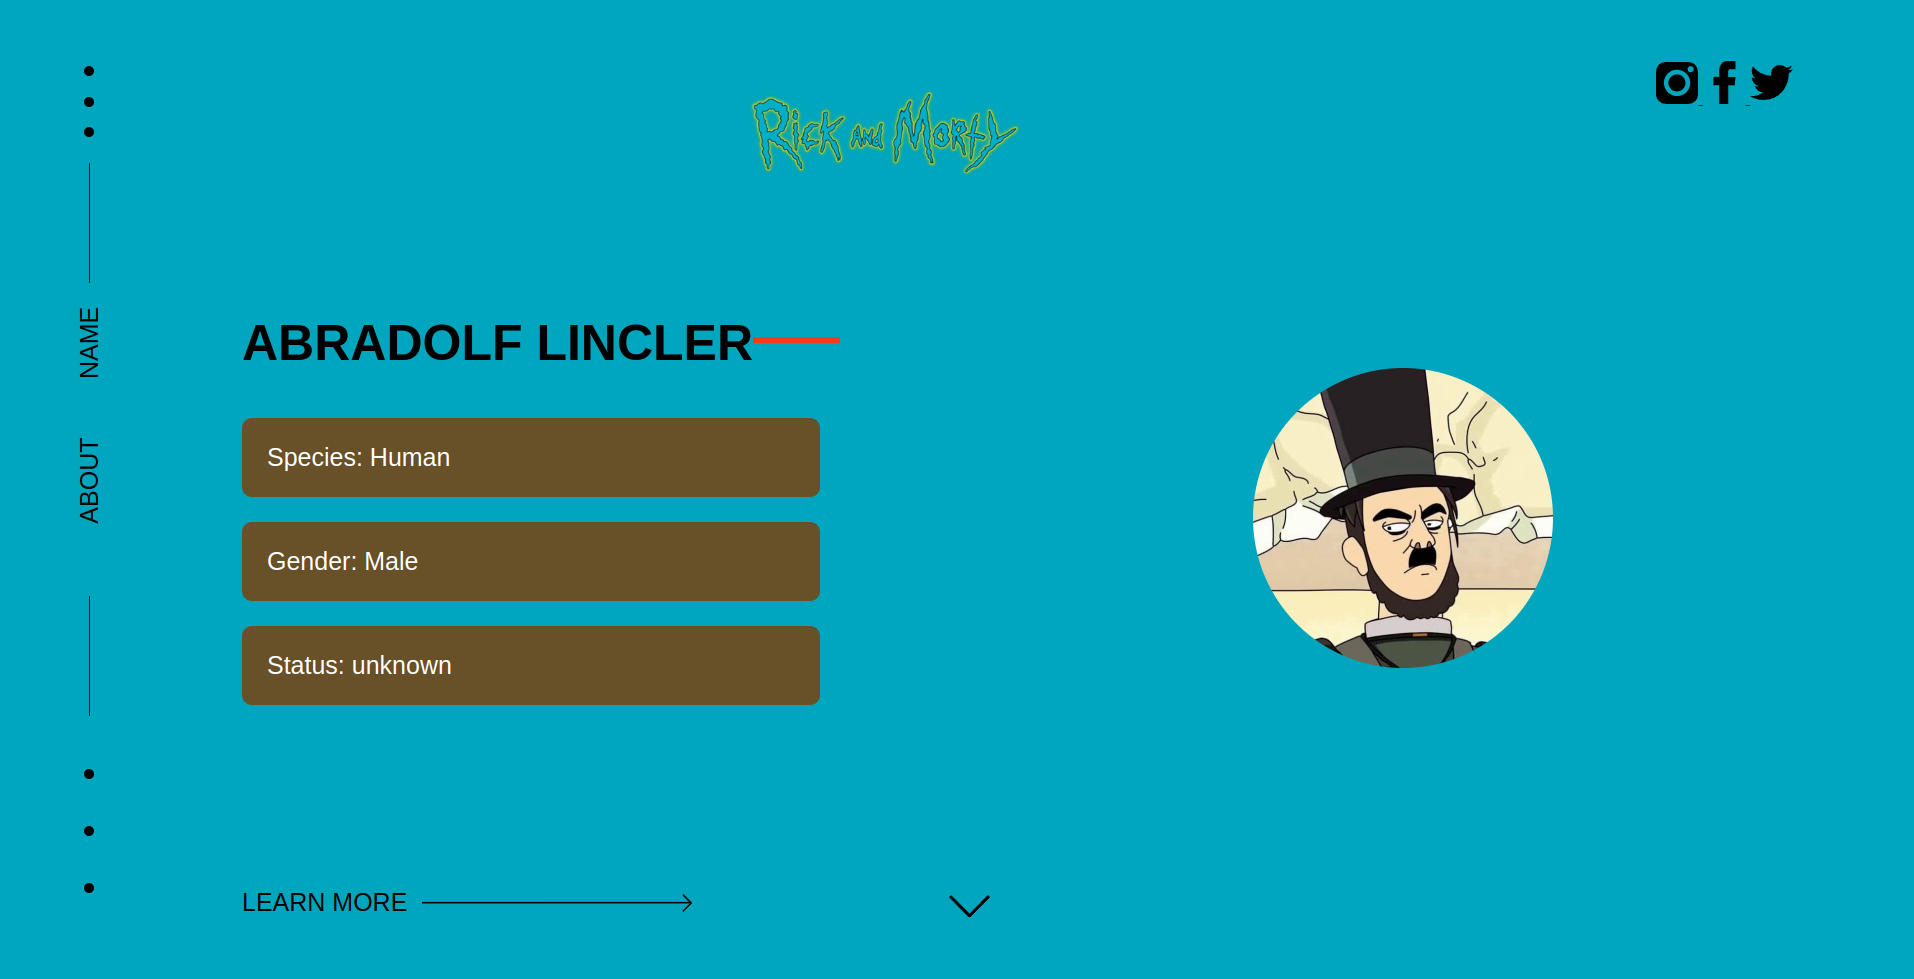 Rick and Morty
NAME
ABOUT
ABRADOLF LINCLER
Species: Human
Gender: Male
Status: unknown
LEARN MORE